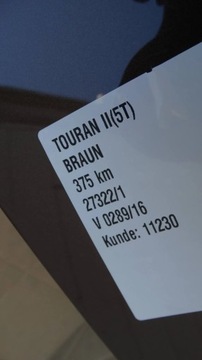 TOURAN II(5T)
BRAUN
375 km
27322/1
V 0289/16
Kunde: 11230